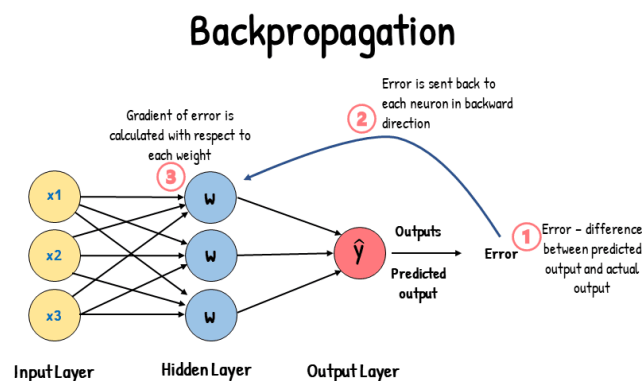 Backpropagation
Error is sent back to
each neuron in backward
direction
2
Gradient of error is
calculated with respect to
each weight
3
x1
w
x2
w
x3
w
ŷ
Outputs
Predicted
output
Error
1
Error – difference
between predicted
output and actual
output
Input Layer
Hidden Layer
Output Layer